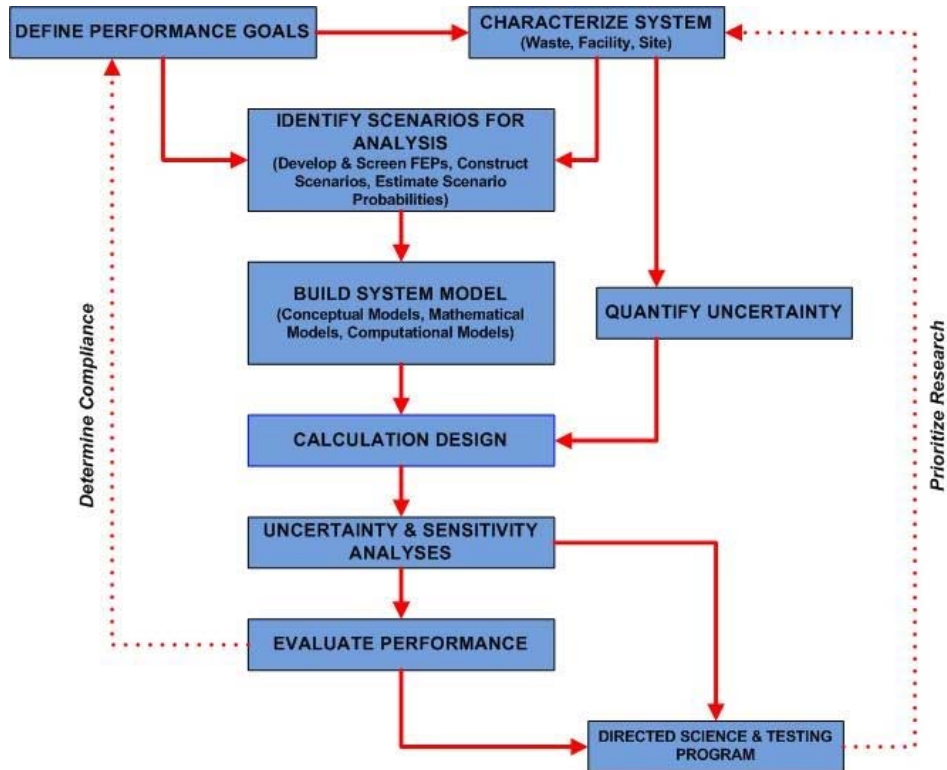 DEFINE PERFORMANCE GOALS
CHARACTERIZE SYSTEM
(Waste, Facility, Site)
IDENTIFY SCENARIOS FOR
ANALYSIS
(Develop & Screen FEPs, Construct
Scenarios, Estimate Scenario
Probabilities)
BUILD SYSTEM MODEL
(Conceptual Models, Mathematical
Models, Computational Models)
QUANTIFY UNCERTAINTY
CALCULATION DESIGN
UNCERTAINTY & SENSITIVITY
ANALYSES
EVALUATE PERFORMANCE
DIRECTED SCIENCE & TESTING
PROGRAM
Determine Compliance
Prioritize Research